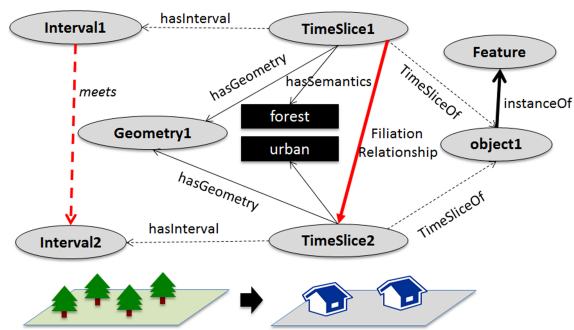 Interval1
hasInterval
TimeSlice1
Feature
meets
hasGeometry
hasSemantics
TimeSliceOf
instanceOf
forest
Geometry1
urban
Filiation
Relationship
object1
hasGeometry
TimeSliceOf
Interval2
hasInterval
TimeSlice2